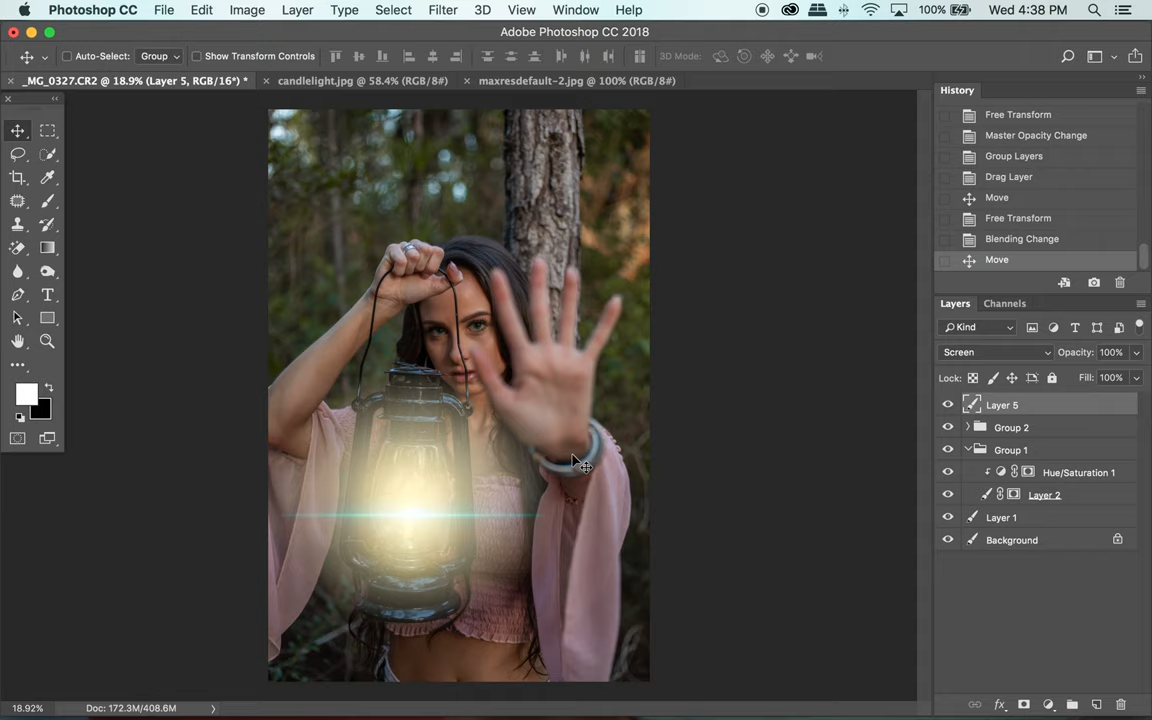 Photoshop CC File Edit Image Layer Type Select Filter 3D View Window Help 100% Wed 4:38 PM
Adobe Photoshop CC 2018
Auto-Select: Group Show Transform Controls 3D Mode:
_MG_0327.CR2 @ 18.9% (Layer 5, RGB/16*) * candlelight.jpg @ 58.4% (RGB/8#) maxresdefault-2.jpg @ 100% (RGB/8#)
History
Free Transform
Master Opacity Change
Group Layers
Drag Layer
Move
Free Transform
Blending Change
Move
Layers Channels
Kind
Screen Opacity: 100%
Lock: Fill: 100%
Layer 5
Group 2
Group 1
Hue/Saturation 1
Layer 2
Layer 1
Background
18.92% Doc: 172.3M/408.6M